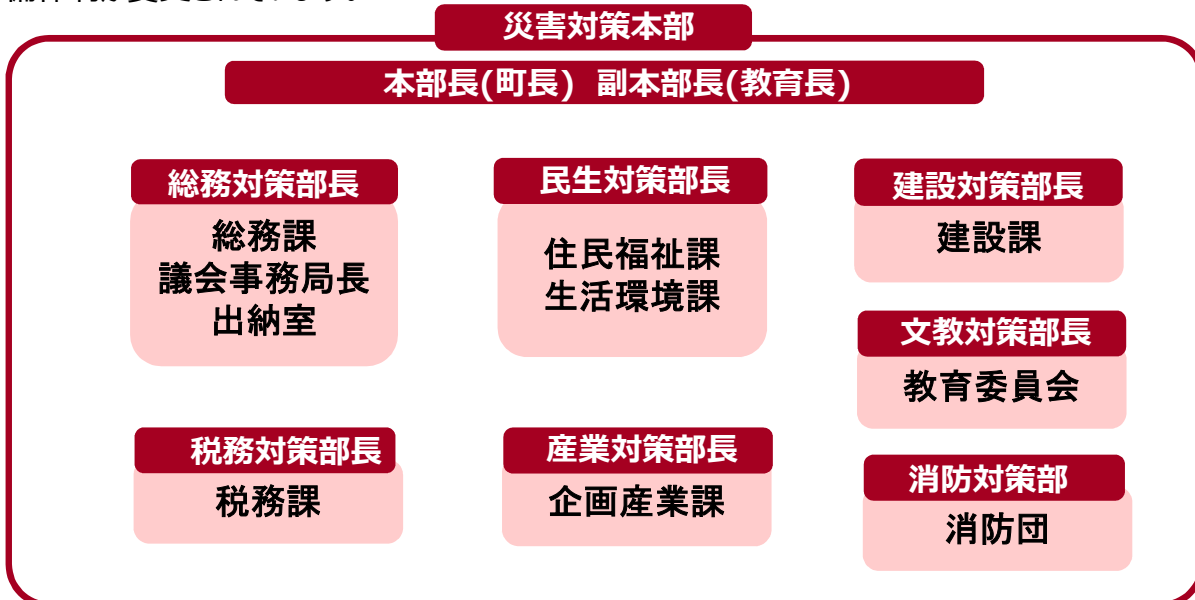 災害対策本部
本部長(町長) 副本部長(教育長)
総務対策部長
総務課
議会事務局長
出納室
民生対策部長
住民福祉課
生活環境課
建設対策部長
建設課
文教対策部長
教育委員会
税務対策部長
税務課
産業対策部長
企画産業課
消防対策部
消防団